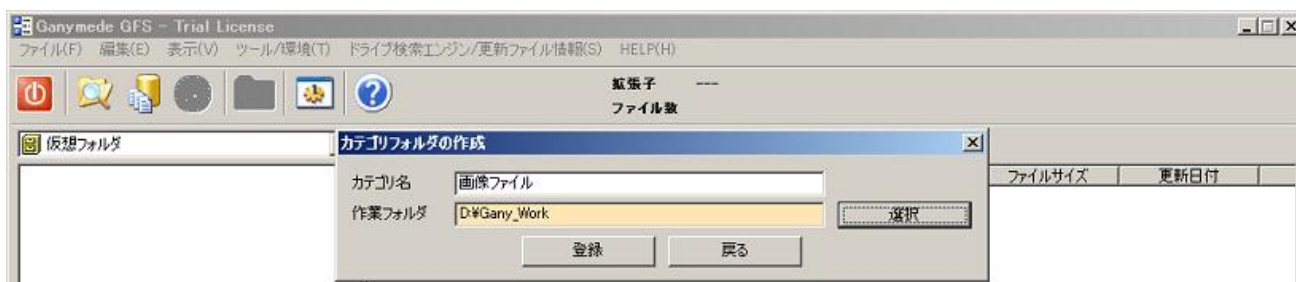 Ganymede GFS - Trial License
ファイル(F) 編集(E) 表示(V) ツール/環境(T) ドライブ検索エンジン/更新ファイル情報(S) HELP(H)
拡張子 ---
ファイル数
仮想フォルダ
カテゴリフォルダの作成
カテゴリ名 画像ファイル
ファイルサイズ 更新日付
作業フォルダ D:¥Gany_Work 選択
登録 戻る